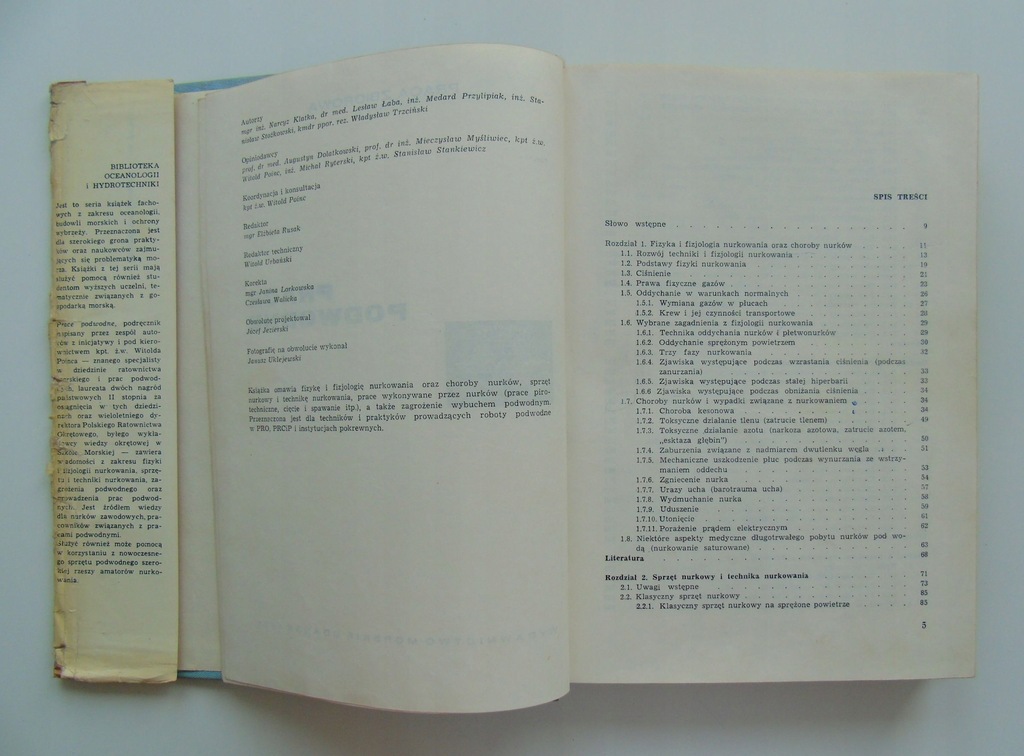 BIBLIOTEKA
OCEANOLOGII
i HYDROTECHNIKI
Jest to seria książek facho-
wych z zakresu oceanologii,
budowli morskich i ochrony
wybrzeży. Przeznaczona jest
dla szerokiego grona prakty-
ków oraz naukowców zajmu-
jących się problematyką mo-
rza. Książki z tej serii mają
służyć pomocą również stu-
dentom wyższych uczelni, te-
matycznie związanych z go-
spodarką morską.
Prace podwodne, podręcznik
napisany przez zespół auto-
rów z inicjatywy i pod kierow-
nictwem kpt. ż.w. Witolda
Poinca — znanego specjalisty
w dziedzinie ratownictwa
morskiego i prac podwod-
nych, laureata dwóch nagród
państwowych II stopnia za
osiągnięcia w tych dziedzi-
nach oraz wieloletniego dy-
rektora Polskiego Ratownictwa
Okrętowego, byłego wykła-
dowcy wiedzy okrętowej w
Szkole Morskiej — zawiera
wiadomości z zakresu fizyki
i fizjologii nurkowania, sprzę-
tu i techniki nurkowania, za-
grożenia podwodnego oraz
prowadzenia prac podwod-
nych. Jest źródłem wiedzy
dla nurków zawodowych, pra-
cowników związanych z pra-
cami podwodnymi.
Służyć również może pomocą
w korzystaniu z nowoczesne-
go sprzętu podwodnego szero-
kiej rzeszy amatorów nurko-
wania.
Autorzy
mgr inż. Narcyz Klatka, dr med. Lesław Łaba, inż. Medard Przylipiak, inż. Sta-
nisław Stażkowski, kmdr ppor. rez. Władysław Trzciński
Opiniodawcy
prof. dr med. Augustyn Dolatkowski, prof. dr inż. Mieczysław Myśliwiec, kpt ż.w.
Witold Poinc, inż. Michał Ryterski, kpt ż.w. Stanisław Stankiewicz
Koordynacja i konsultacja
kpt ż.w. Witold Poinc
Redaktor
mgr Elżbieta Rusak
Redaktor techniczny
Witold Urbański
Korekta
mgr Janina Lorkowska
Czesława Walicka
Obwolutę projektował
Józef Jezierski
Fotografię na obwolucie wykonał
Janusz Uklejewski
Książka omawia fizykę i fizjologię nurkowania oraz choroby nurków, sprzęt
nurkowy i technikę nurkowania, prace wykonywane przez nurków (prace piro-
techniczne, cięcie i spawanie itp.), a także zagrożenie wybuchem podwodnym.
Przeznaczona jest dla techników i praktyków prowadzących roboty podwodne
w PRO, PRCiP i instytucjach pokrewnych.
SPIS TREŚCI
Słowo wstępne . . . . . 9
Rozdział 1. Fizyka i fizjologia nurkowania oraz choroby nurków . . . . . 11
1.1. Rozwój techniki i fizjologii nurkowania . . . . . 13
1.2. Podstawy fizyki nurkowania . . . . . 19
1.3. Ciśnienie . . . . . 21
1.4. Prawa fizyczne gazów . . . . . 23
1.5. Oddychanie w warunkach normalnych . . . . . 26
1.5.1. Wymiana gazów w płucach . . . . . 27
1.5.2. Krew i jej czynności transportowe . . . . . 28
1.6. Wybrane zagadnienia z fizjologii nurkowania . . . . . 29
1.6.1. Technika oddychania nurków i płetwonurków . . . . . 29
1.6.2. Oddychanie sprężonym powietrzem . . . . . 30
1.6.3. Trzy fazy nurkowania . . . . . 32
1.6.4. Zjawiska występujące podczas wzrastania ciśnienia (podczas
zanurzania) . . . . . 33
1.6.5. Zjawiska występujące podczas stałej hiperbarii . . . . . 33
1.6.6 Zjawiska występujące podczas obniżania ciśnienia . . . . . 34
1.7. Choroby nurków i wypadki związane z nurkowaniem . . . . . 34
1.7.1. Choroba kesonowa . . . . . 34
1.7.2. Toksyczne działanie tlenu (zatrucie tlenem) . . . . . 49
1.7.3. Toksyczne działanie azotu (narkoza azotowa, zatrucie azotem,
„esktaza głębin") . . . . . 50
1.7.4. Zaburzenia związane z nadmiarem dwutlenku węgla . . . . . 51
1.7.5. Mechaniczne uszkodzenie płuc podczas wynurzania ze wstrzy-
maniem oddechu . . . . . 53
1.7.6. Zgniecenie nurka . . . . . 54
1.7.7. Urazy ucha (barotrauma ucha) . . . . . 57
1.7.8. Wydmuchanie nurka . . . . . 58
1.7.9. Uduszenie . . . . . 59
1.7.10. Utonięcie . . . . . 61
1.7.11. Porażenie prądem elektrycznym . . . . . 62
1.8. Niektóre aspekty medyczne długotrwałego pobytu nurków pod wo-
dą (nurkowanie saturowane) . . . . . 63
Literatura . . . . . 68
Rozdział 2. Sprzęt nurkowy i technika nurkowania . . . . . 71
2.1. Uwagi wstępne . . . . . 73
2.2. Klasyczny sprzęt nurkowy . . . . . 85
2.2.1. Klasyczny sprzęt nurkowy na sprężone powietrze . . . . . 85
5